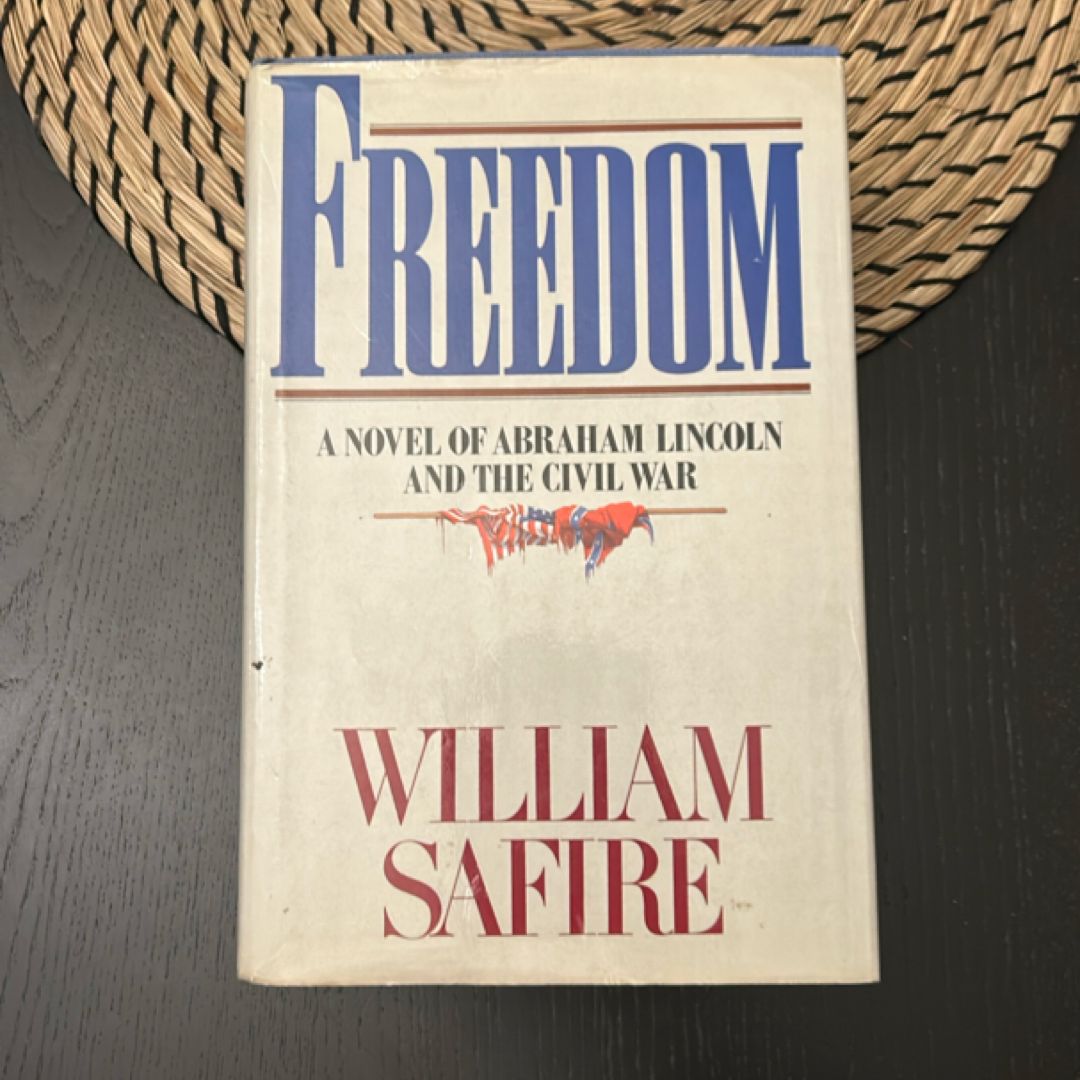 FREEDOM
A NOVEL OF ABRAHAM LINCOLN
AND THE CIVIL WAR
WILLIAM
SAFIRE